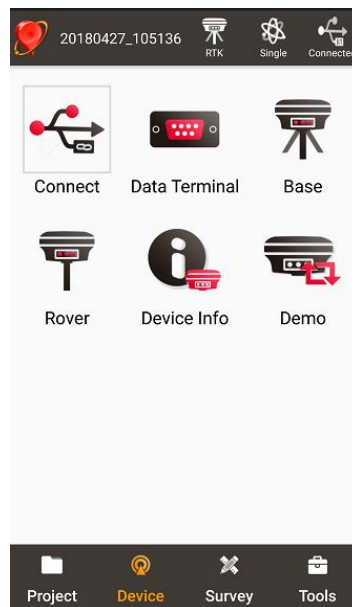 20180427_105136
RTK
Single
Connected
Connect
Data Terminal
Base
Rover
Device Info
Demo
Project
Device
Survey
Tools